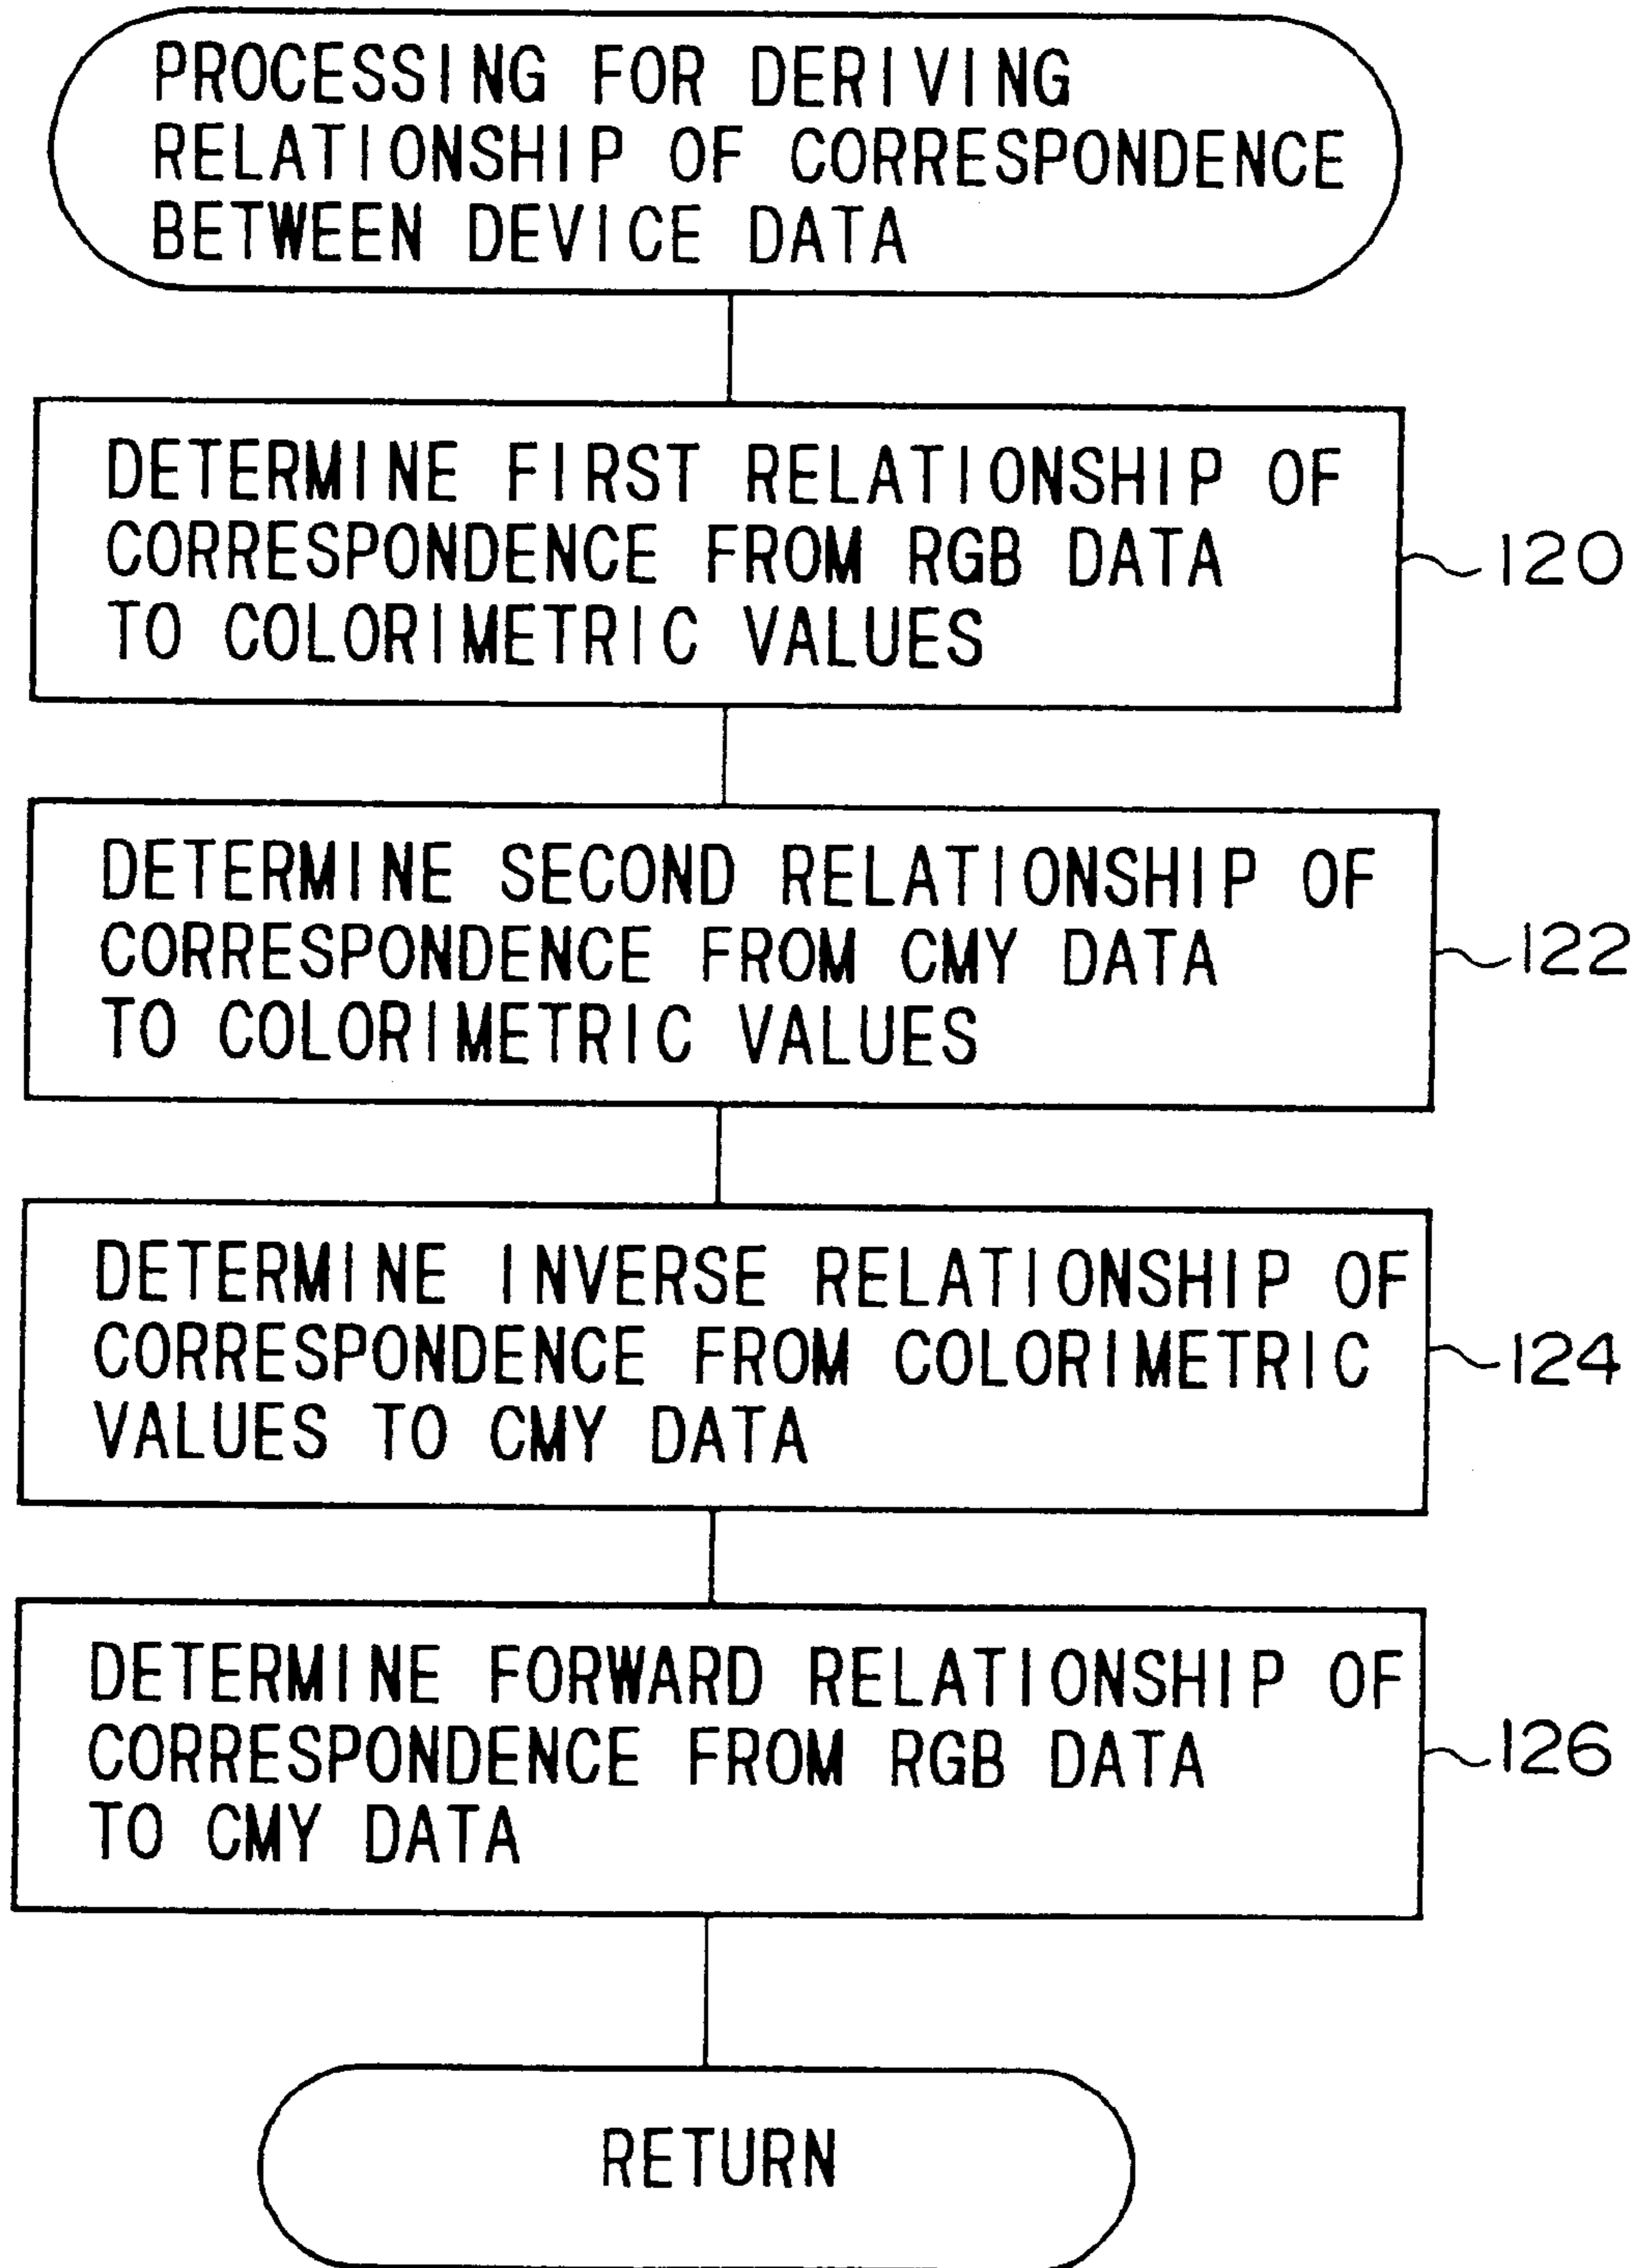 PROCESSING FOR DERIVING
RELATIONSHIP OF CORRESPONDENCE
BETWEEN DEVICE DATA
DETERMINE FIRST RELATIONSHIP OF
CORRESPONDENCE FROM RGB DATA
TO COLORIMETRIC VALUES
120
DETERMINE SECOND RELATIONSHIP OF
CORRESPONDENCE FROM CMY DATA
TO COLORIMETRIC VALUES
122
DETERMINE INVERSE RELATIONSHIP OF
CORRESPONDENCE FROM COLORIMETRIC
VALUES TO CMY DATA
124
DETERMINE FORWARD RELATIONSHIP OF
CORRESPONDENCE FROM RGB DATA
TO CMY DATA
126
RETURN